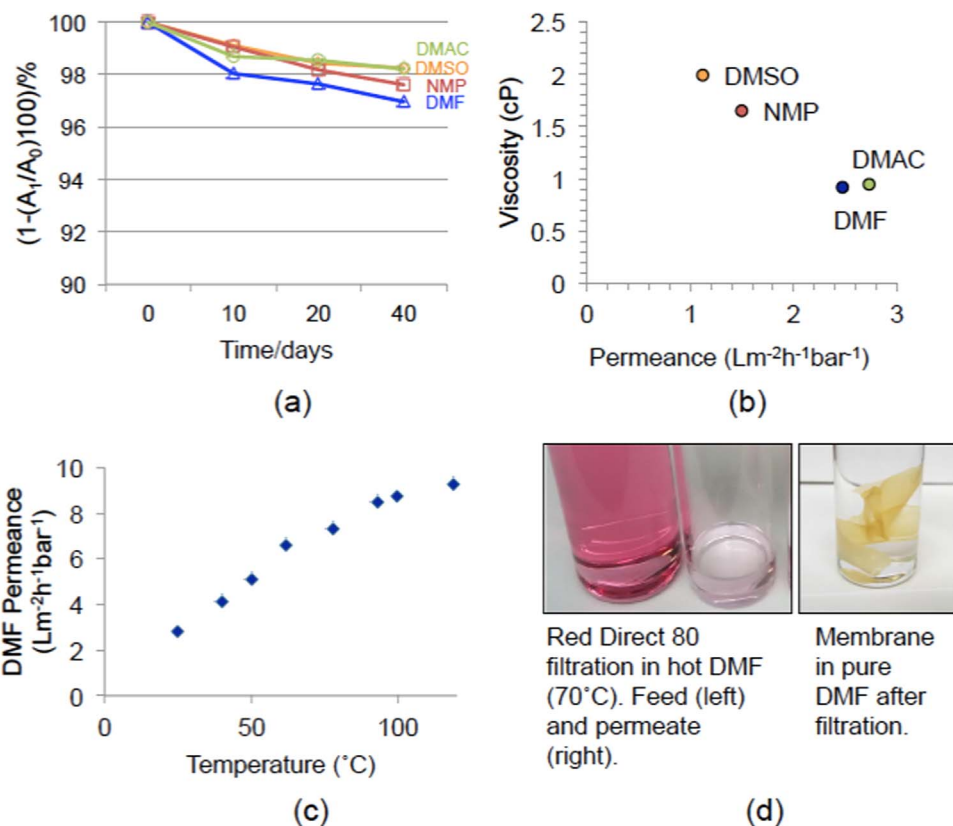 100
98
96
94
92
90
(1-(A₁/A₀)100)/%
DMAC
DMSO
NMP
DMF
0 10 20 40
Time/days
(a)
2.5
2
1.5
1
0.5
0
Viscosity (cP)
DMSO
NMP
DMAC
DMF
0 1 2 3
Permeance (Lm⁻²h⁻¹bar⁻¹)
(b)
10
8
6
4
2
0
DMF Permeance
(Lm⁻²h⁻¹bar⁻¹)
0 50 100
Temperature (˚C)
(c)
Red Direct 80
filtration in hot DMF
(70˚C). Feed (left)
and permeate
(right).
Membrane
in pure
DMF after
filtration.
(d)